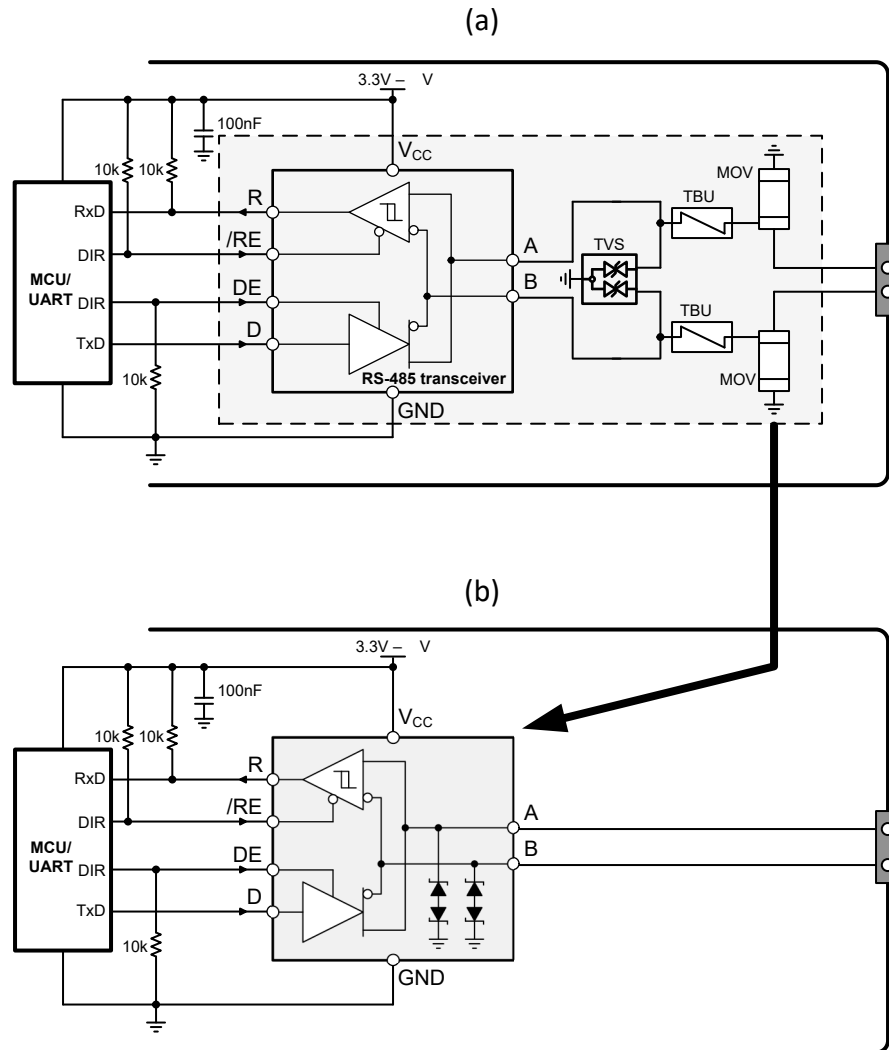 (a)
3.3V – V
100nF
10k
10k
VCC
MOV
TBU
R
RxD
A
/RE
TVS
DIR
B
MCU/
UART
DE
DIR
TBU
D
TxD
RS-485 transceiver
MOV
10k
GND
(b)
3.3V – V
100nF
10k
10k
VCC
R
RxD
A
/RE
DIR
B
MCU/
UART
DE
DIR
D
TxD
10k
GND